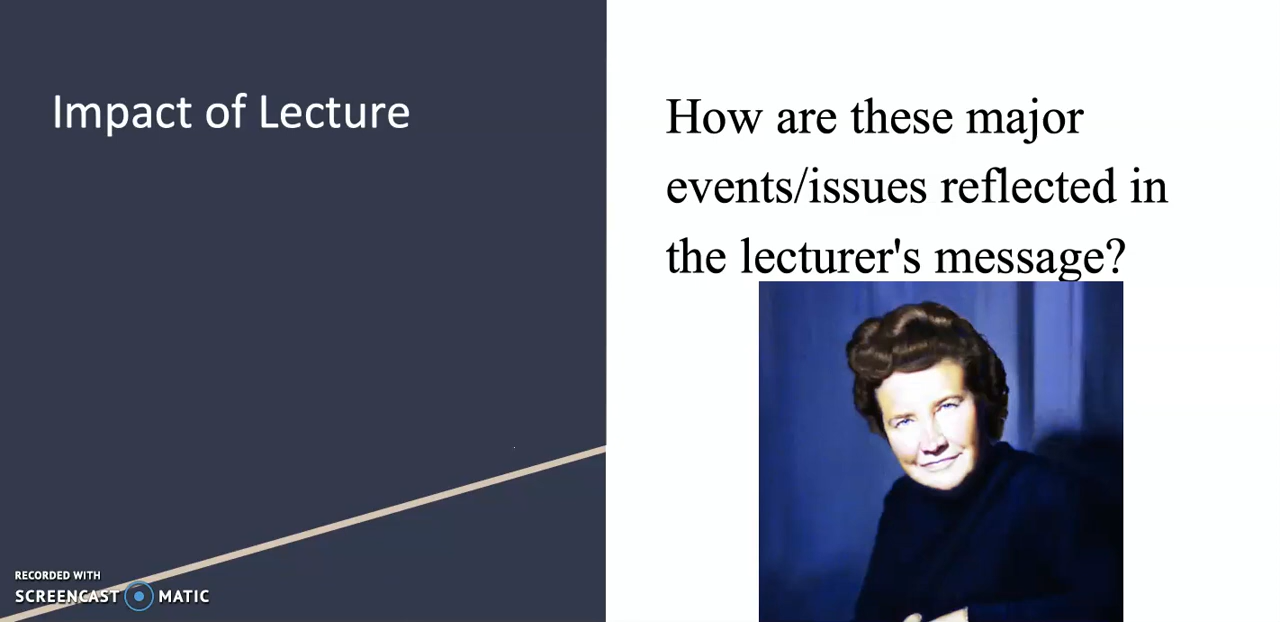 Impact of Lecture
How are these major
events/issues reflected in
the lecturer's message?
RECORDED WITH
SCREENCAST MATIC